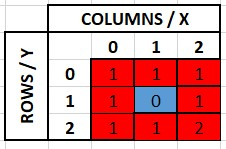 COLUMNS / X
ROWS / Y
0 1 2
0 1 1 1
1 1 0 1
2 1 1 2